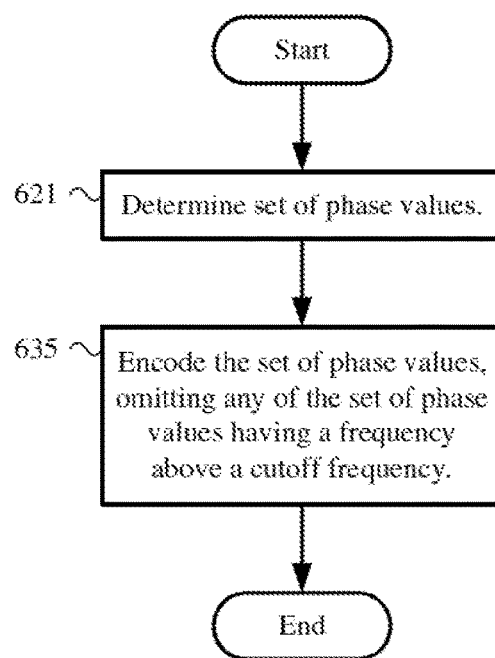 Start
621
Determine set of phase values.
635
Encode the set of phase values,
omitting any of the set of phase
values having a frequency
above a cutoff frequency.
End